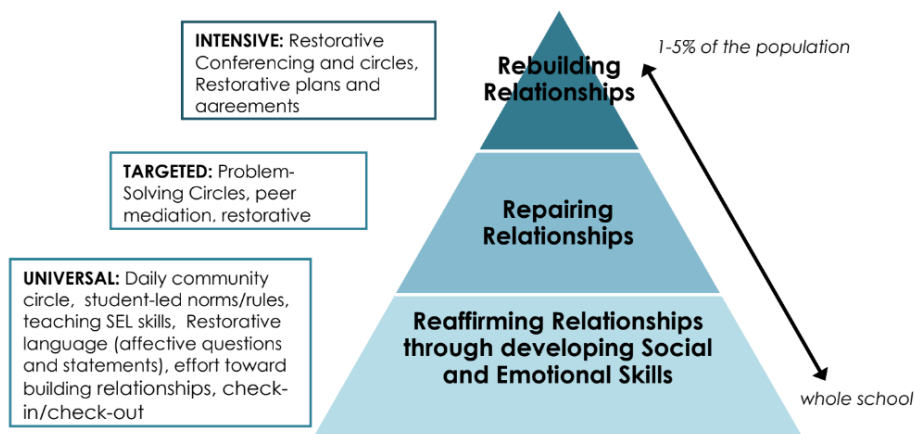 INTENSIVE: Restorative
Conferencing and circles,
Restorative plans and
agreements
Rebuilding
Relationships
1-5% of the population
TARGETED: Problem-
Solving Circles, peer
mediation, restorative
Repairing
Relationships
UNIVERSAL: Daily community
circle, student-led norms/rules,
teaching SEL skills, Restorative
language (affective questions
and statements), effort toward
building relationships, check-
in/check-out
Reaffirming Relationships
through developing Social
and Emotional Skills
whole school